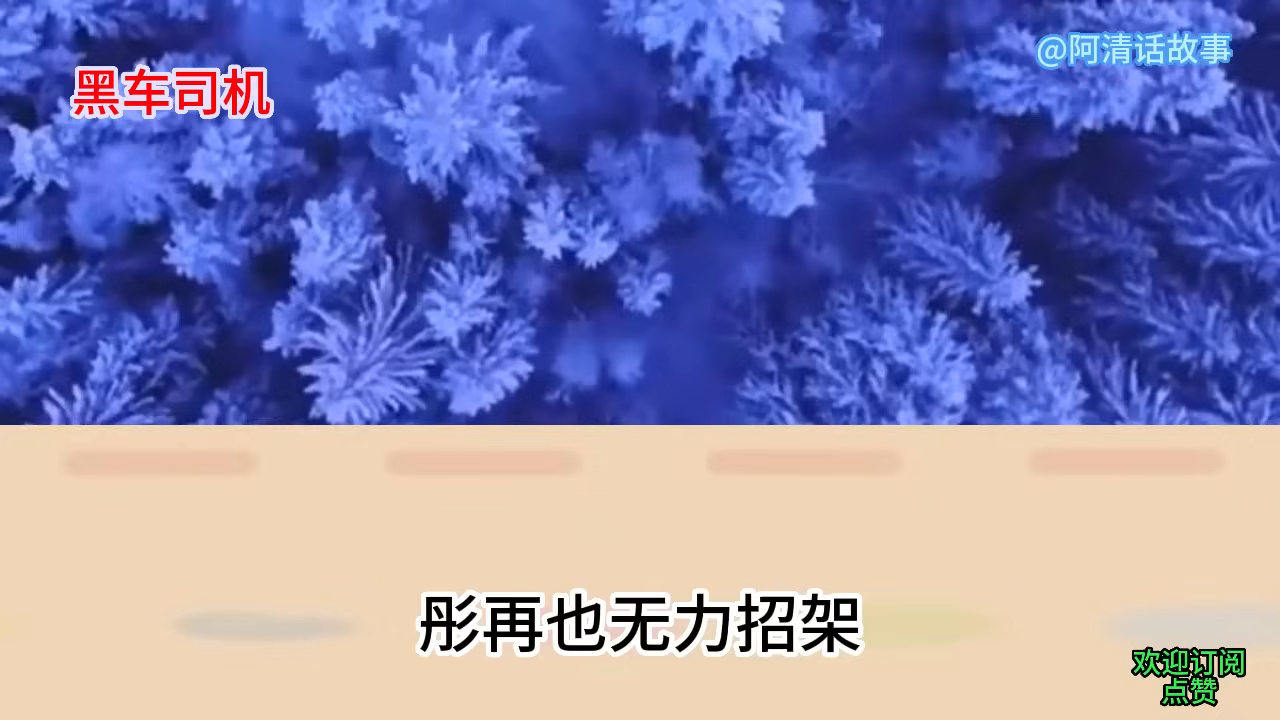 @阿清话故事
黑车司机
彤再也无力招架
欢迎订阅
点赞